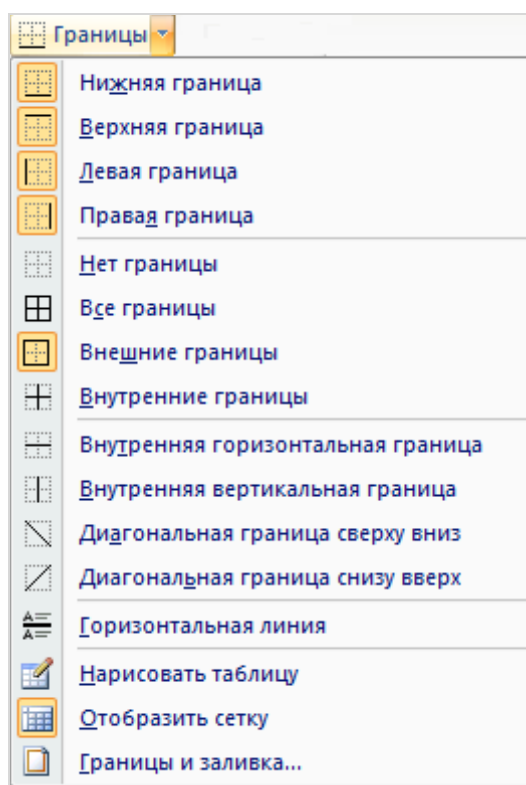 Границы
Нижняя граница
Верхняя граница
Левая граница
Правая граница
Нет границы
Все границы
Внешние границы
Внутренние границы
Внутренняя горизонтальная граница
Внутренняя вертикальная граница
Диагональная граница сверху вниз
Диагональная граница снизу вверх
Горизонтальная линия
Нарисовать таблицу
Отобразить сетку
Границы и заливка...